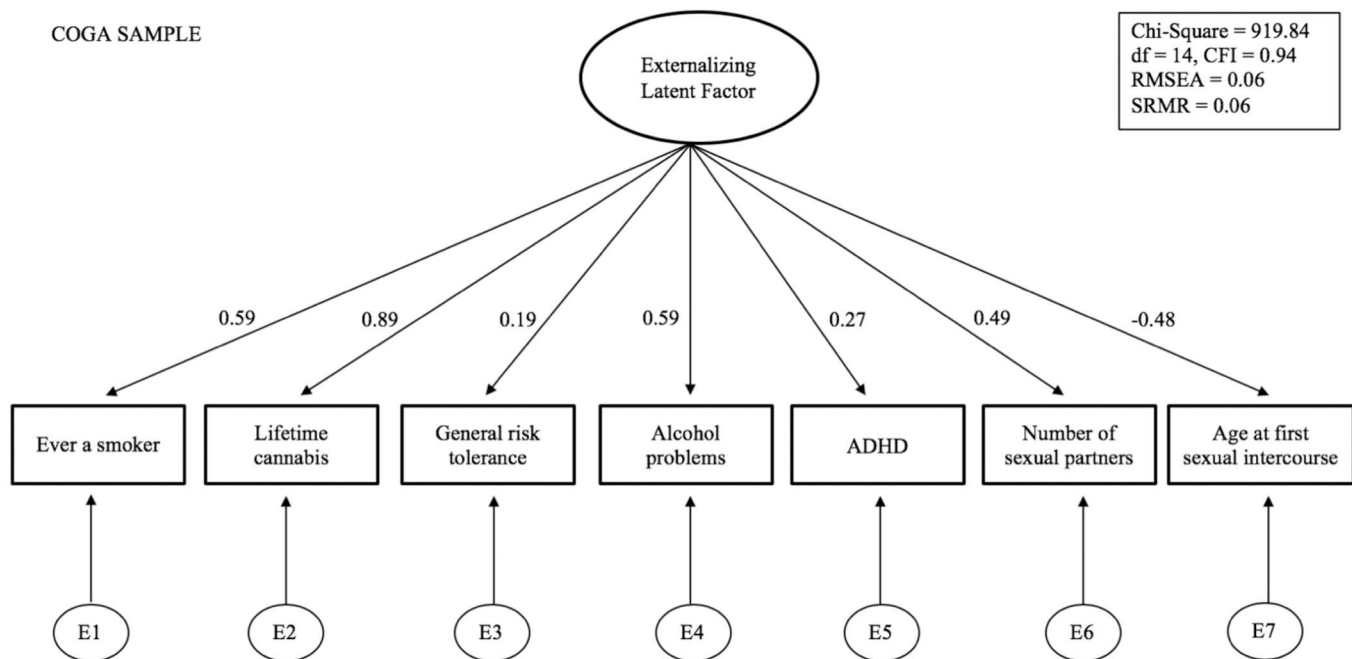 COGA SAMPLE
Externalizing
Latent Factor
Chi-Square = 919.84
df = 14, CFI = 0.94
RMSEA = 0.06
SRMR = 0.06
0.59
0.89
0.19
0.59
0.27
0.49
-0.48
Ever a smoker
Lifetime
cannabis
General risk
tolerance
Alcohol
problems
ADHD
Number of
sexual partners
Age at first
sexual intercourse
E1
E2
E3
E4
E5
E6
E7